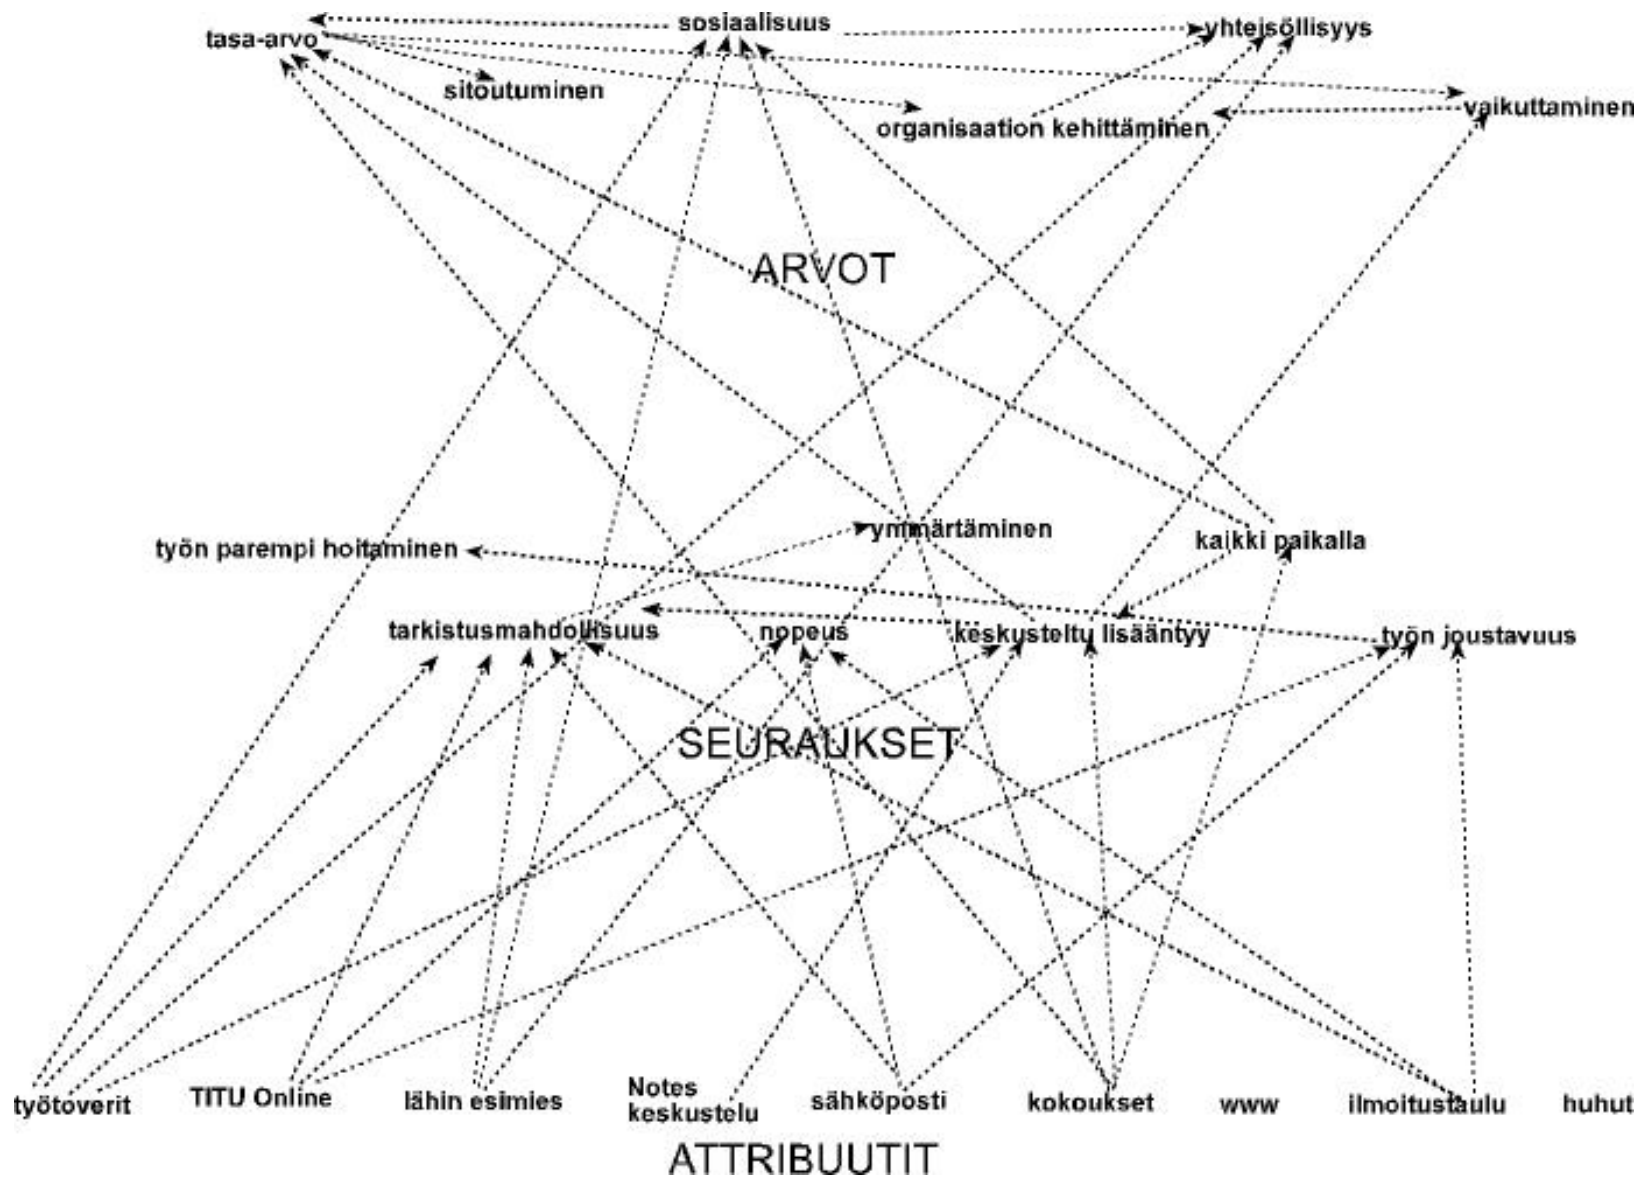 sosiaalisuus
yhteisöllisyys
tasa-arvo
sitoutuminen
vaikuttaminen
organisaation kehittäminen
ARVOT
ymmärtäminen
kaikki paikalla
työn parempi hoitaminen
tarkistusmahdollisuus
nopeus
keskusteltu lisääntyy
työn joustavuus
SEURAUKSET
työtoverit
TITU Online
lähin esimies
Notes
keskustelu
sähköposti
kokoukset
www
ilmoitustaulu
huhut
ATTRIBUUTIT